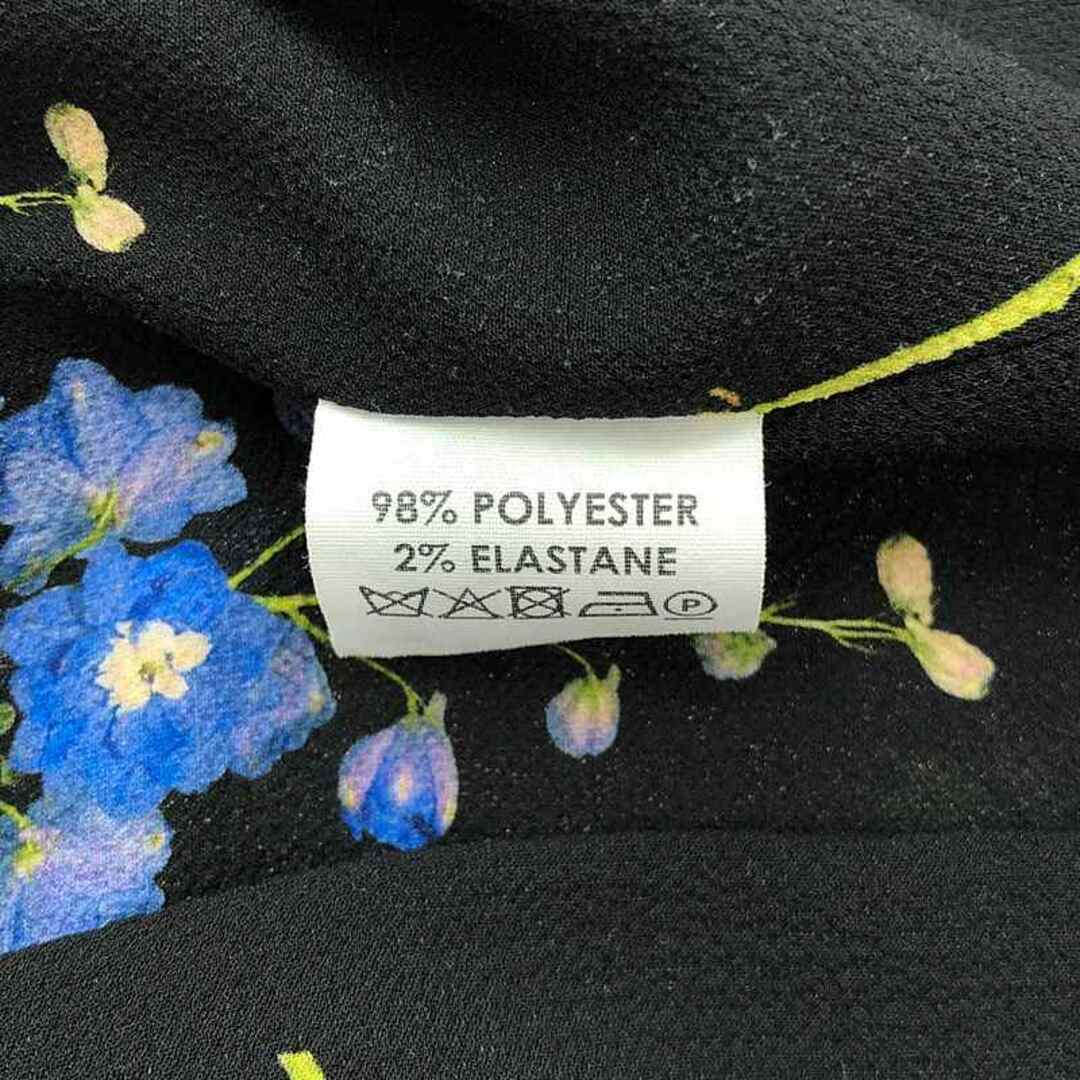 98% POLYESTER
2% ELASTANE
P